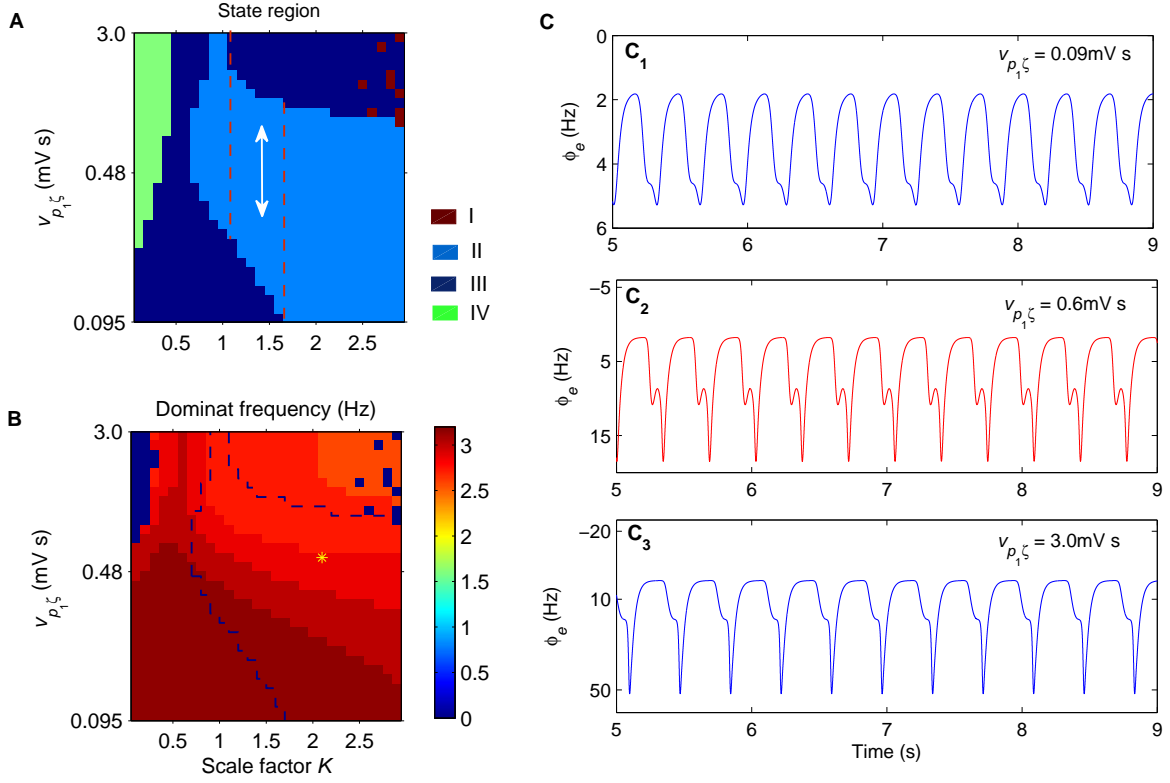 A
State region
3.0
0.48
0.095
v_{p_1ζ} (mV s)
0.5 1 1.5 2 2.5
I
II
III
IV
B
Dominat frequency (Hz)
3.0
0.48
0.095
v_{p_1ζ} (mV s)
0.5 1 1.5 2 2.5
Scale factor K
3
2.5
2
1.5
1
0.5
0
C
C_1
v_{p_1ζ} = 0.09mV s
0
2
4
6
ϕ_e (Hz)
5 6 7 8 9
C_2
v_{p_1ζ} = 0.6mV s
−5
5
15
ϕ_e (Hz)
5 6 7 8 9
C_3
v_{p_1ζ} = 3.0mV s
−20
10
50
ϕ_e (Hz)
5 6 7 8 9
Time (s)